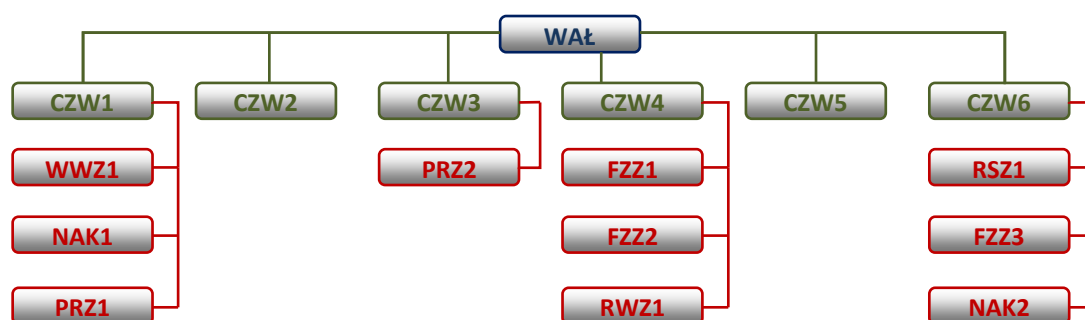 WAŁ
CZW1 CZW2 CZW3 CZW4 CZW5 CZW6
WWZ1 PRZ2 FZZ1 RSZ1
NAK1 FZZ2 FZZ3
PRZ1 RWZ1 NAK2